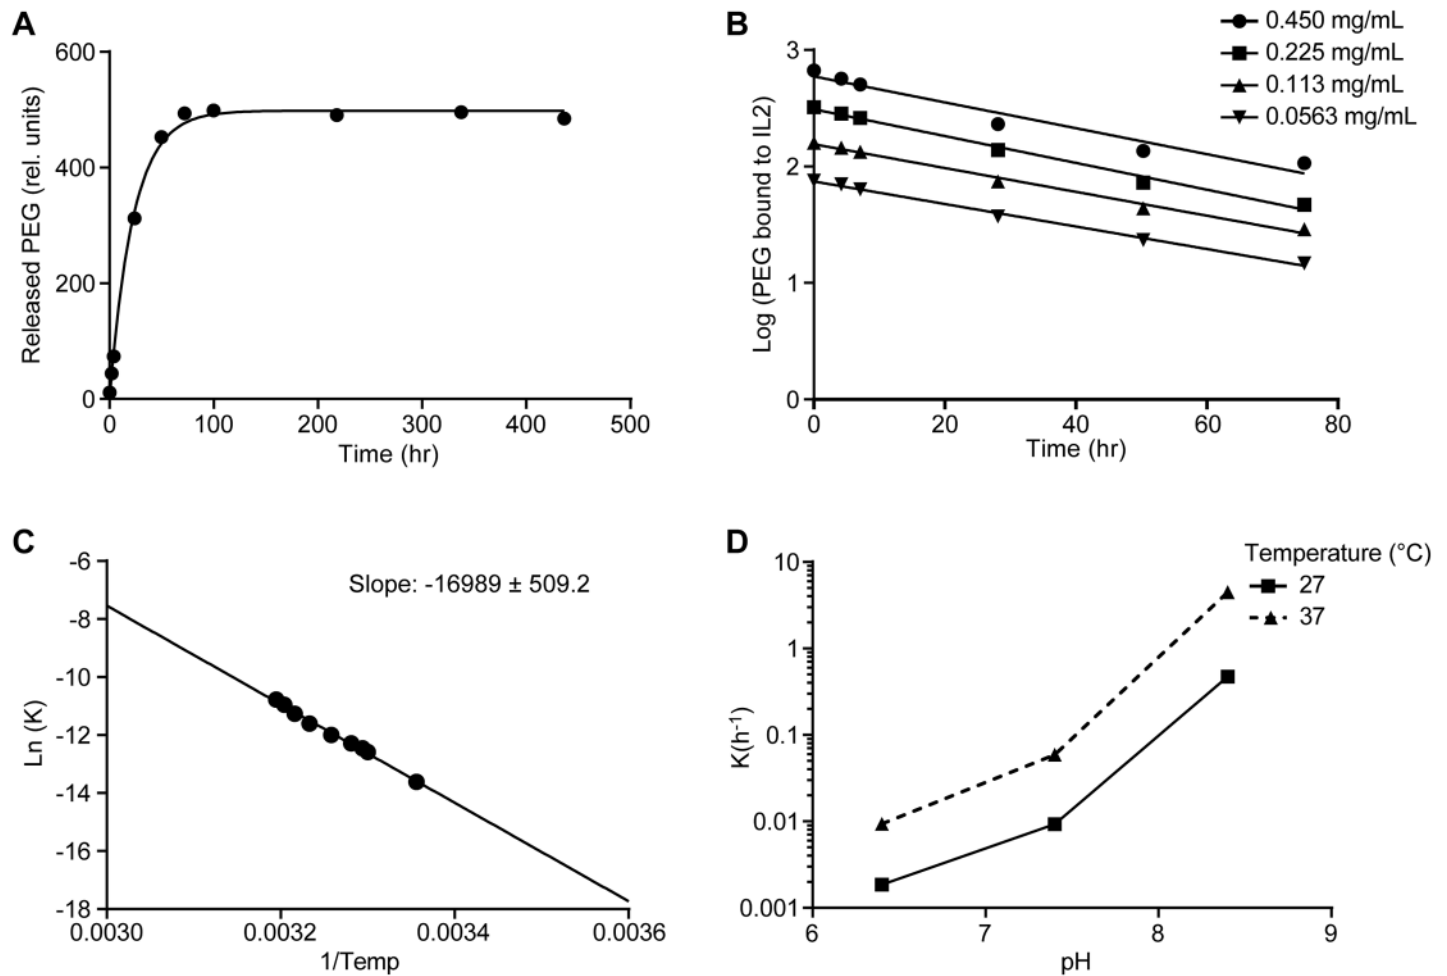 A
600
400
200
0
Released PEG (rel. units)
0 100 200 300 400 500
Time (hr)
B
0.450 mg/mL
0.225 mg/mL
0.113 mg/mL
0.0563 mg/mL
3
2
1
0
Log (PEG bound to IL2)
0 20 40 60 80
Time (hr)
C
Slope: -16989 ± 509.2
-6
-8
-10
-12
-14
-16
-18
Ln (K)
0.0030 0.0032 0.0034 0.0036
1/Temp
D
Temperature (°C)
27
37
10
1
0.1
0.01
0.001
K(h⁻¹)
6 7 8 9
pH